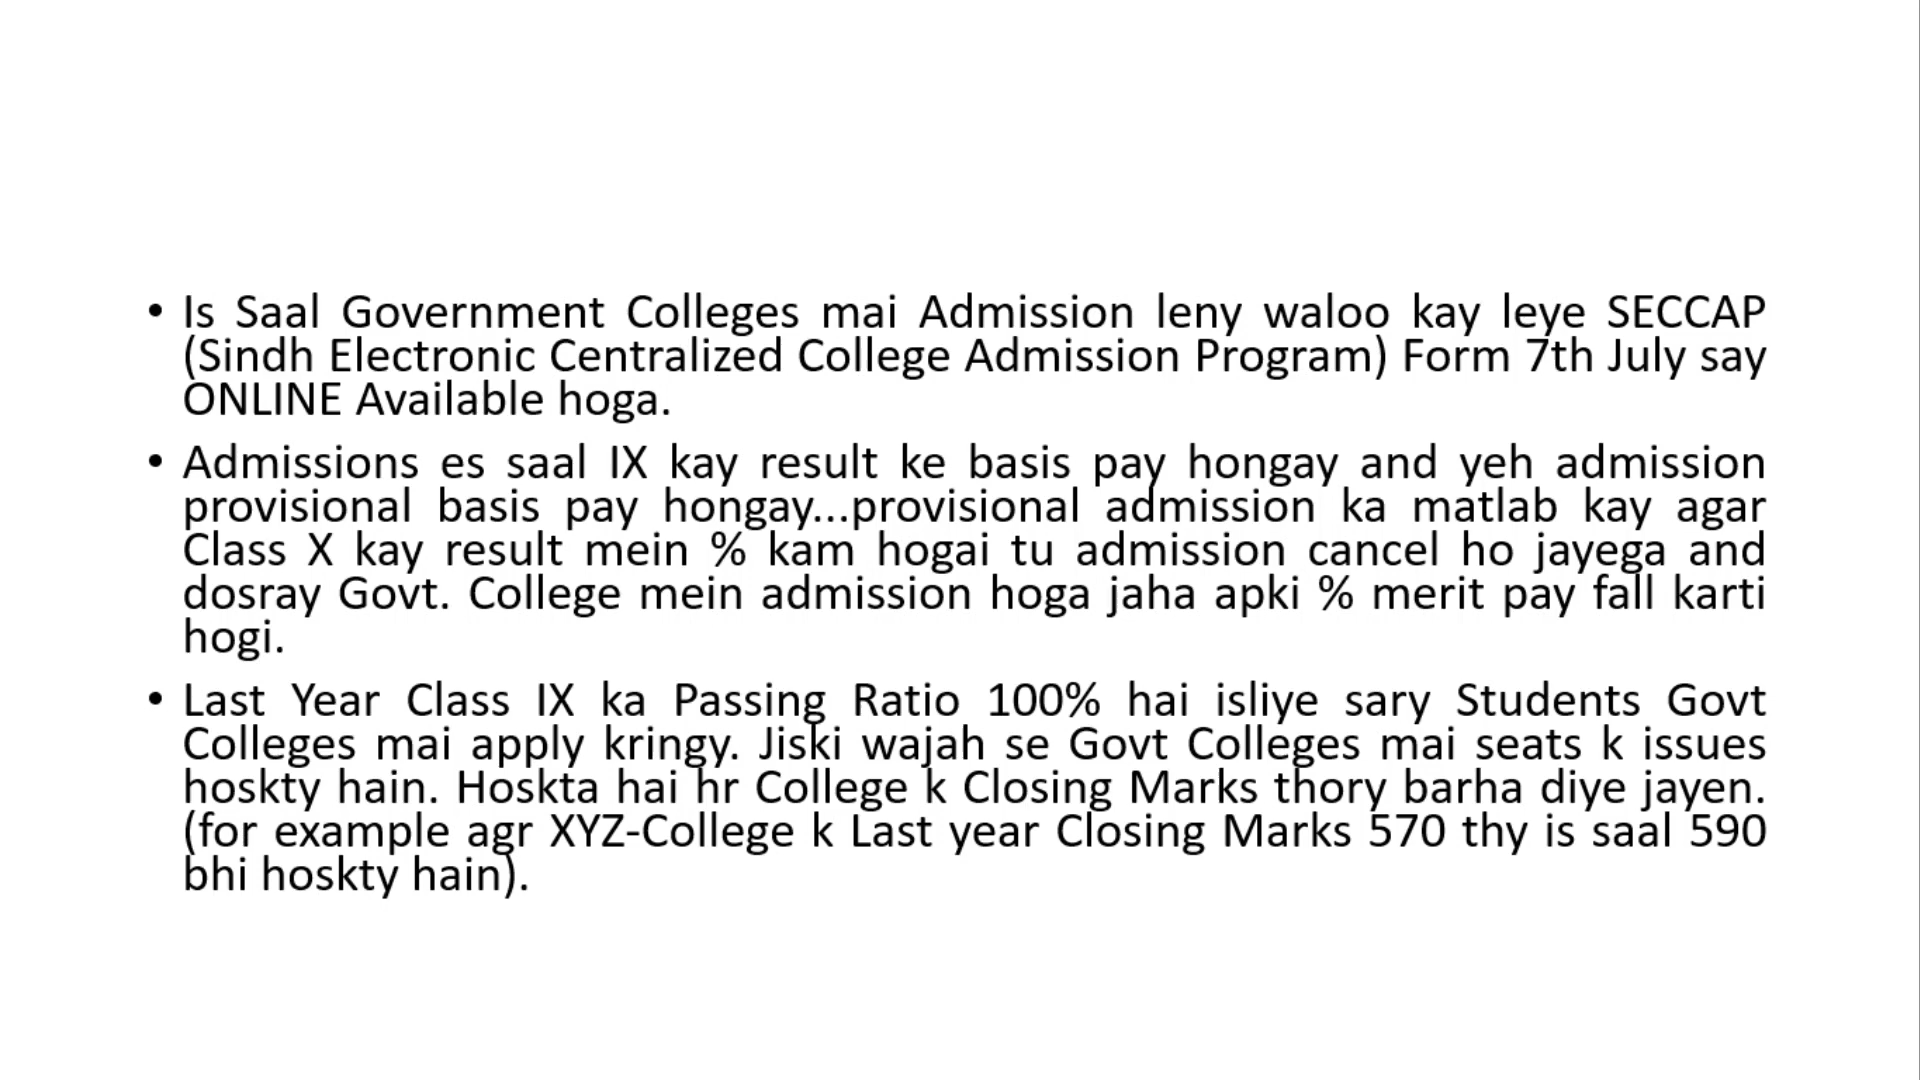 • Is Saal Government Colleges mai Admission leny waloo kay leye SECCAP
(Sindh Electronic Centralized College Admission Program) Form 7th July say
ONLINE Available hoga.
• Admissions es saal IX kay result ke basis pay hongay and yeh admission
provisional basis pay hongay...provisional admission ka matlab kay agar
Class X kay result mein % kam hogai tu admission cancel ho jayega and
dosray Govt. College mein admission hoga jaha apki % merit pay fall karti
hogi.
• Last Year Class IX ka Passing Ratio 100% hai isliye sary Students Govt
Colleges mai apply kringy. Jiski wajah se Govt Colleges mai seats k issues
hoskty hain. Hoskta hai hr College k Closing Marks thory barha diye jayen.
(for example agr XYZ-College k Last year Closing Marks 570 thy is saal 590
bhi hoskty hain).